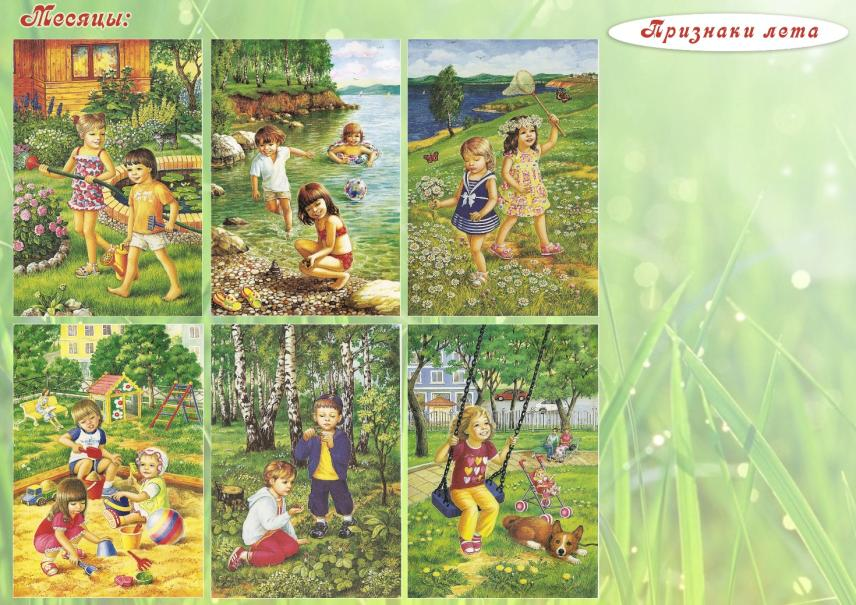 Месяцы:
Признаки лета